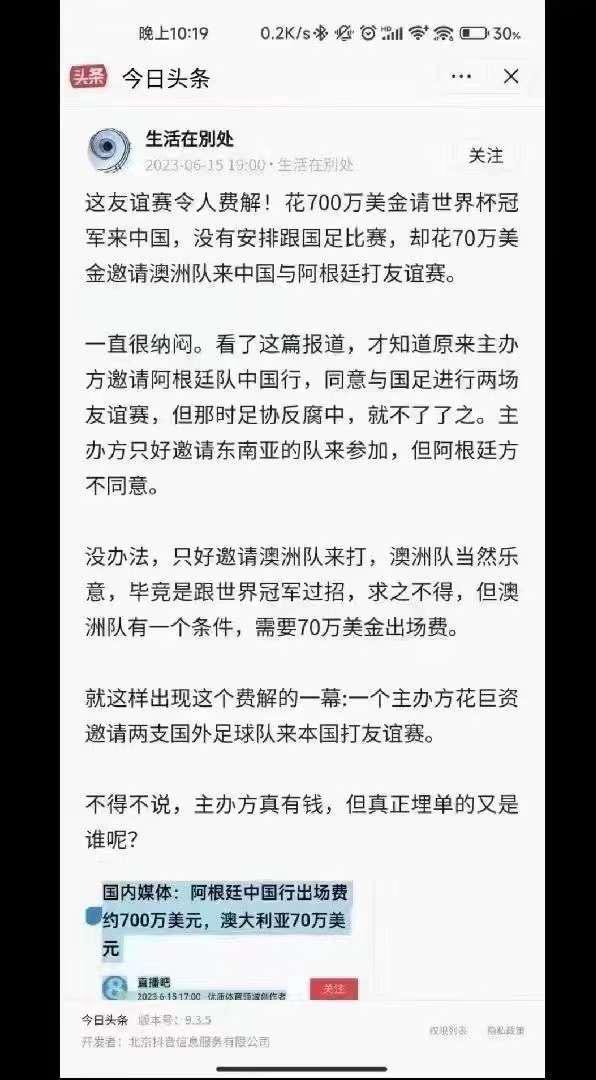 晚上10:19
0.2K/s
30%
头条 今日头条
生活在别处
2023-06-15 19:00·生活在别处
关注
这友谊赛令人费解！花700万美金请世界杯冠
军来中国，没有安排跟国足比赛，却花70万美
金邀请澳洲队来中国与阿根廷打友谊赛。
一直很纳闷。看了这篇报道，才知道原来主办
方邀请阿根廷队中国行，同意与国足进行两场
友谊赛，但那时足协反腐中，就不了了之。主
办方只好邀请东南亚的队来参加，但阿根廷方
不同意。
没办法，只好邀请澳洲队来打，澳洲队当然乐
意，毕竟是跟世界冠军过招，求之不得，但澳
洲队有一个条件，需要70万美金出场费。
就这样出现这个费解的一幕:一个主办方花巨资
邀请两支国外足球队来本国打友谊赛。
不得不说，主办方真有钱，但真正埋单的又是
谁呢？
国内媒体：阿根廷中国行出场费
约700万美元，澳大利亚70万美
元
直播吧
2023-6-15 17:00 优质体育领域创作者
关注
今日头条 版本号：9.3.5
开发者：北京抖音信息服务有限公司
权限列表 隐私政策